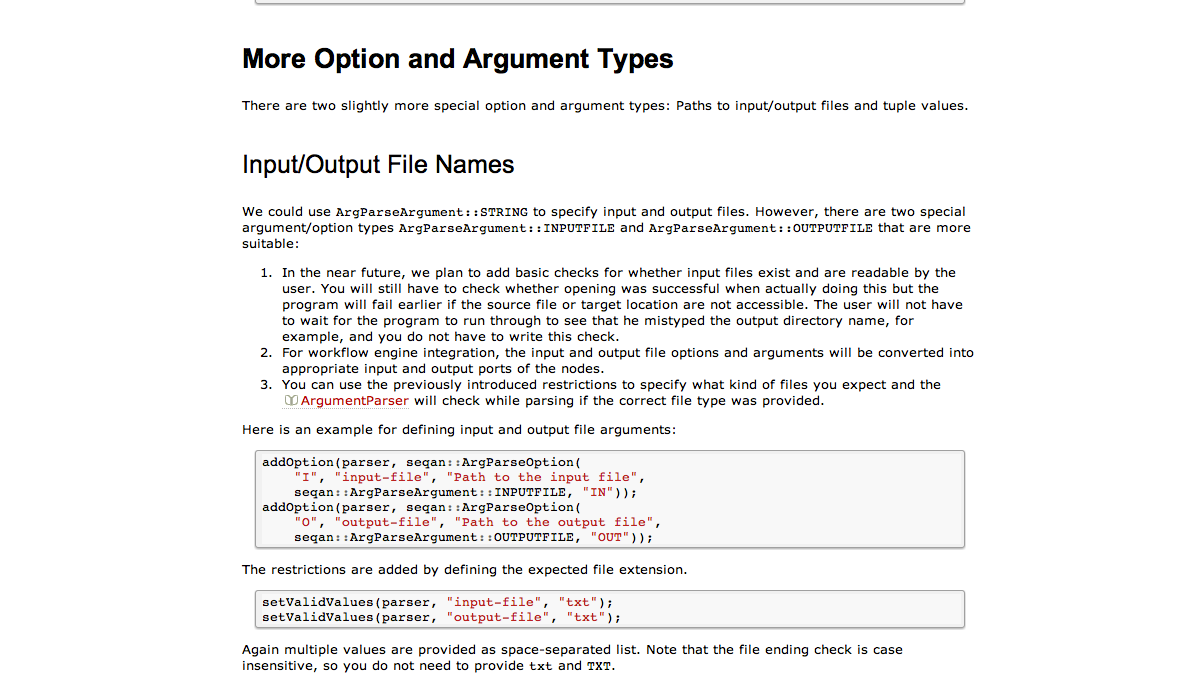 More Option and Argument Types
There are two slightly more special option and argument types: Paths to input/output files and tuple values.
Input/Output File Names
We could use ArgParseArgument::STRING to specify input and output files. However, there are two special
argument/option types ArgParseArgument::INPUTFILE and ArgParseArgument::OUTPUTFILE that are more
suitable:
1. In the near future, we plan to add basic checks for whether input files exist and are readable by the
user. You will still have to check whether opening was successful when actually doing this but the
program will fail earlier if the source file or target location are not accessible. The user will not have
to wait for the program to run through to see that he mistyped the output directory name, for
example, and you do not have to write this check.
2. For workflow engine integration, the input and output file options and arguments will be converted into
appropriate input and output ports of the nodes.
3. You can use the previously introduced restrictions to specify what kind of files you expect and the
ArgumentParser will check while parsing if the correct file type was provided.
Here is an example for defining input and output file arguments:
addOption(parser, seqan::ArgParseOption(
    "I", "input-file", "Path to the input file",
    seqan::ArgParseArgument::INPUTFILE, "IN"));
addOption(parser, seqan::ArgParseOption(
    "O", "output-file", "Path to the output file",
    seqan::ArgParseArgument::OUTPUTFILE, "OUT"));
The restrictions are added by defining the expected file extension.
setValidValues(parser, "input-file", "txt");
setValidValues(parser, "output-file", "txt");
Again multiple values are provided as space-separated list. Note that the file ending check is case
insensitive, so you do not need to provide txt and TXT.